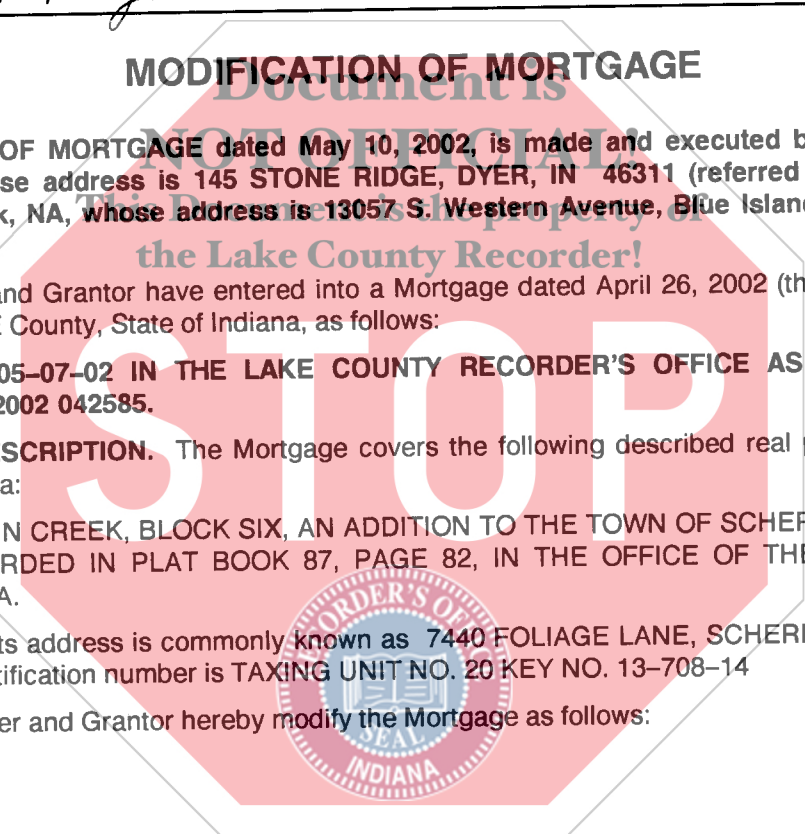 MODIFICATION OF MORTGAGE
Document is
OF MORTGAGE dated May 10, 2002, is made and executed b
NOT OFFICIAL!
se address is 145 STONE RIDGE, DYER, IN 46311 (referred
k, NA, whose address is 13057 S. Western Avenue, Blue Island
This Document is the property of
the Lake County Recorder!
and Grantor have entered into a Mortgage dated April 26, 2002 (th
E County, State of Indiana, as follows:
STOP
05–07–02 IN THE LAKE COUNTY RECORDER'S OFFICE AS
2002 042585.
SCRIPTION. The Mortgage covers the following described real p
a:
N CREEK, BLOCK SIX, AN ADDITION TO THE TOWN OF SCHER
RDED IN PLAT BOOK 87, PAGE 82, IN THE OFFICE OF THE
A.
ts address is commonly known as 7440 FOLIAGE LANE, SCHERE
tification number is TAXING UNIT NO. 20 KEY NO. 13–708–14
er and Grantor hereby modify the Mortgage as follows:
SEAL
INDIANA